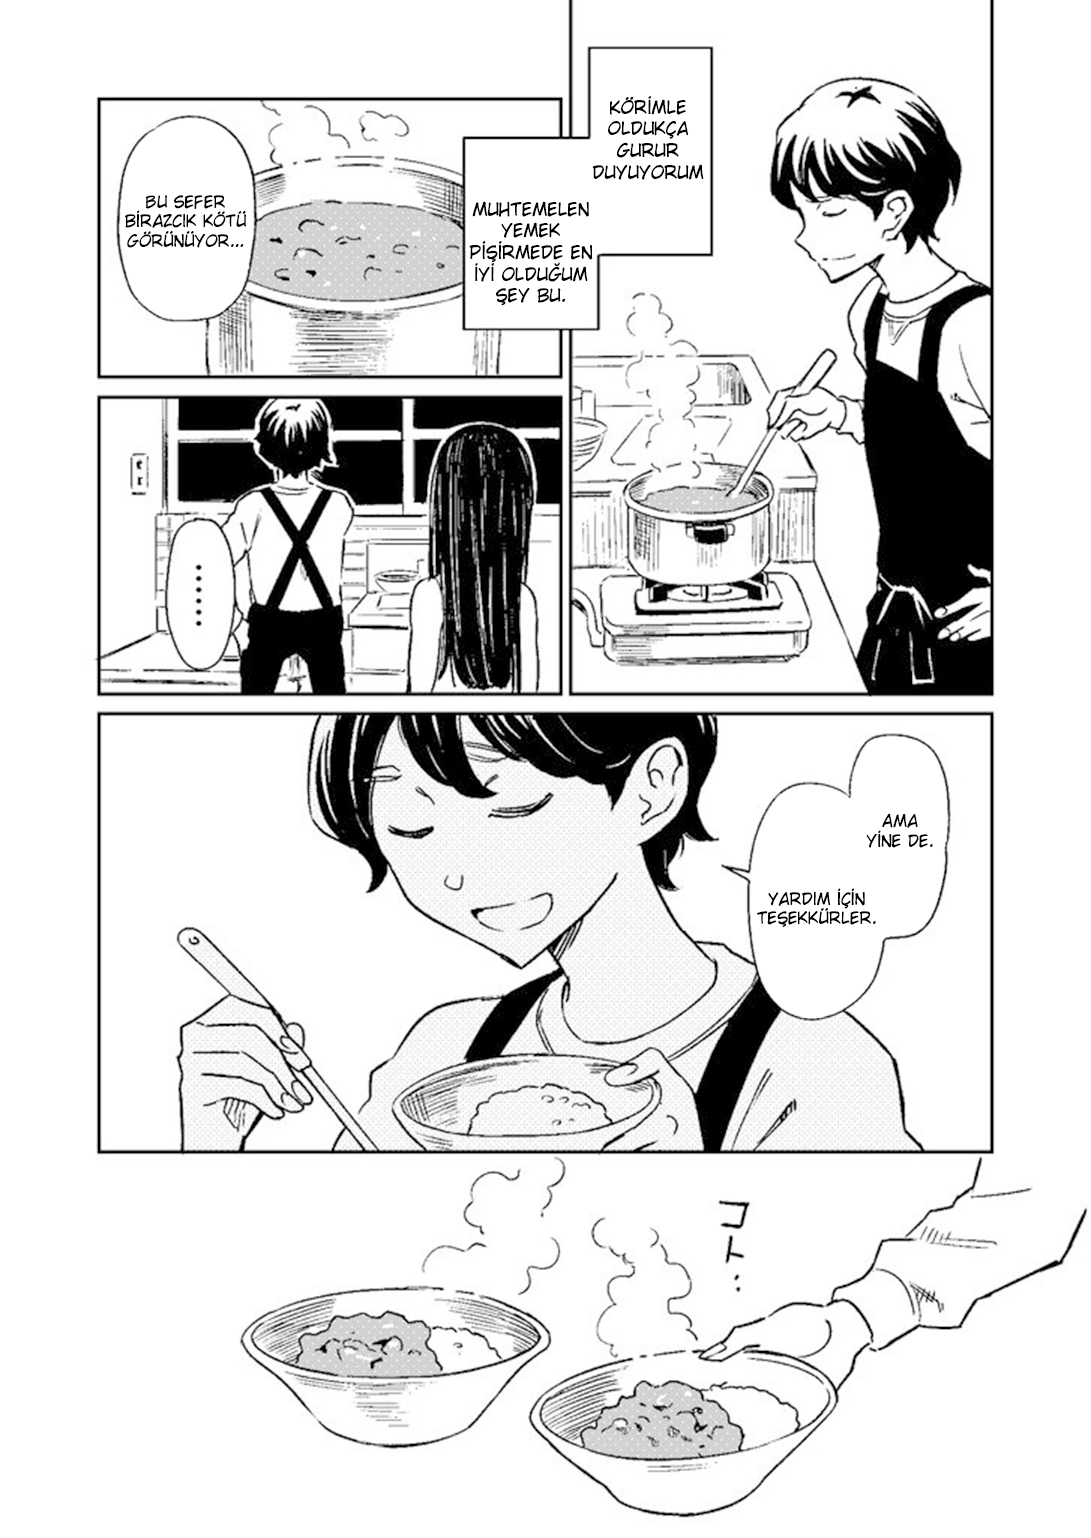 KÖRİMLE
OLDUKÇA
GURUR
DUYUYORUM
MUHTEMELEN
YEMEK
PİŞİRMEDE EN
İYİ OLDUĞUM
ŞEY BU.
BU SEFER
BİRAZCIK KÖTÜ
GÖRÜNÜYOR...
......
AMA
YİNE DE.
YARDIM İÇİN
TEŞEKKÜRLER.
コト..